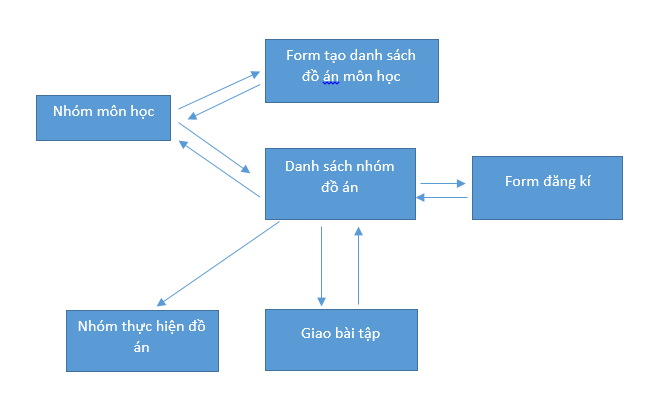 Form tạo danh sách
đồ án môn học
Nhóm môn học
Danh sách nhóm
đồ án
Form đăng kí
Nhóm thực hiện đồ
án
Giao bài tập